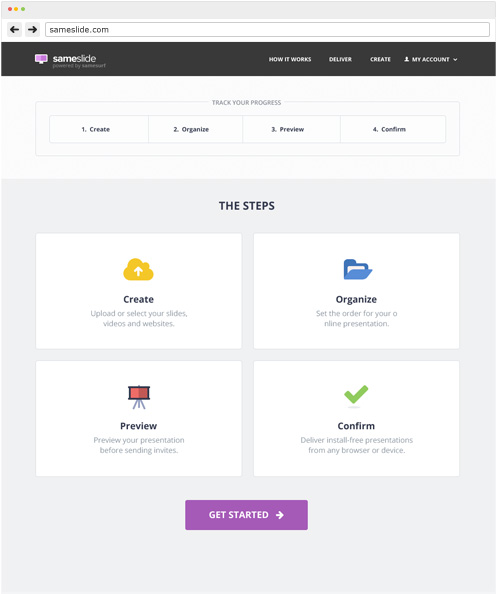 sameslide.com
sameslide
powered by samesurf
HOW IT WORKS DELIVER CREATE MY ACCOUNT
TRACK YOUR PROGRESS
1. Create 2. Organize 3. Preview 4. Confirm
THE STEPS
Create
Upload or select your slides,
videos and websites.
Organize
Set the order for your o
nline presentation.
Preview
Preview your presentation
before sending invites.
Confirm
Deliver install-free presentations
from any browser or device.
GET STARTED